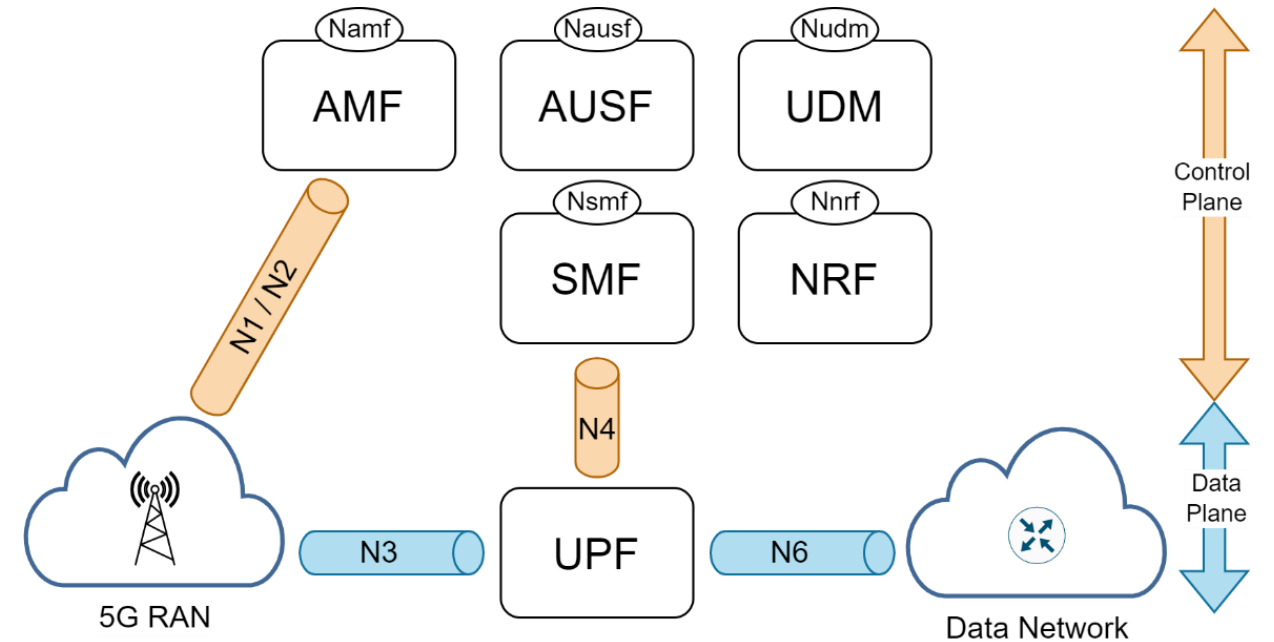 Namf
Nausf
Nudm
AMF
AUSF
UDM
Control
Plane
Nsmf
Nnrf
SMF
NRF
N1 / N2
N4
Data
Plane
N3
UPF
N6
5G RAN
Data Network